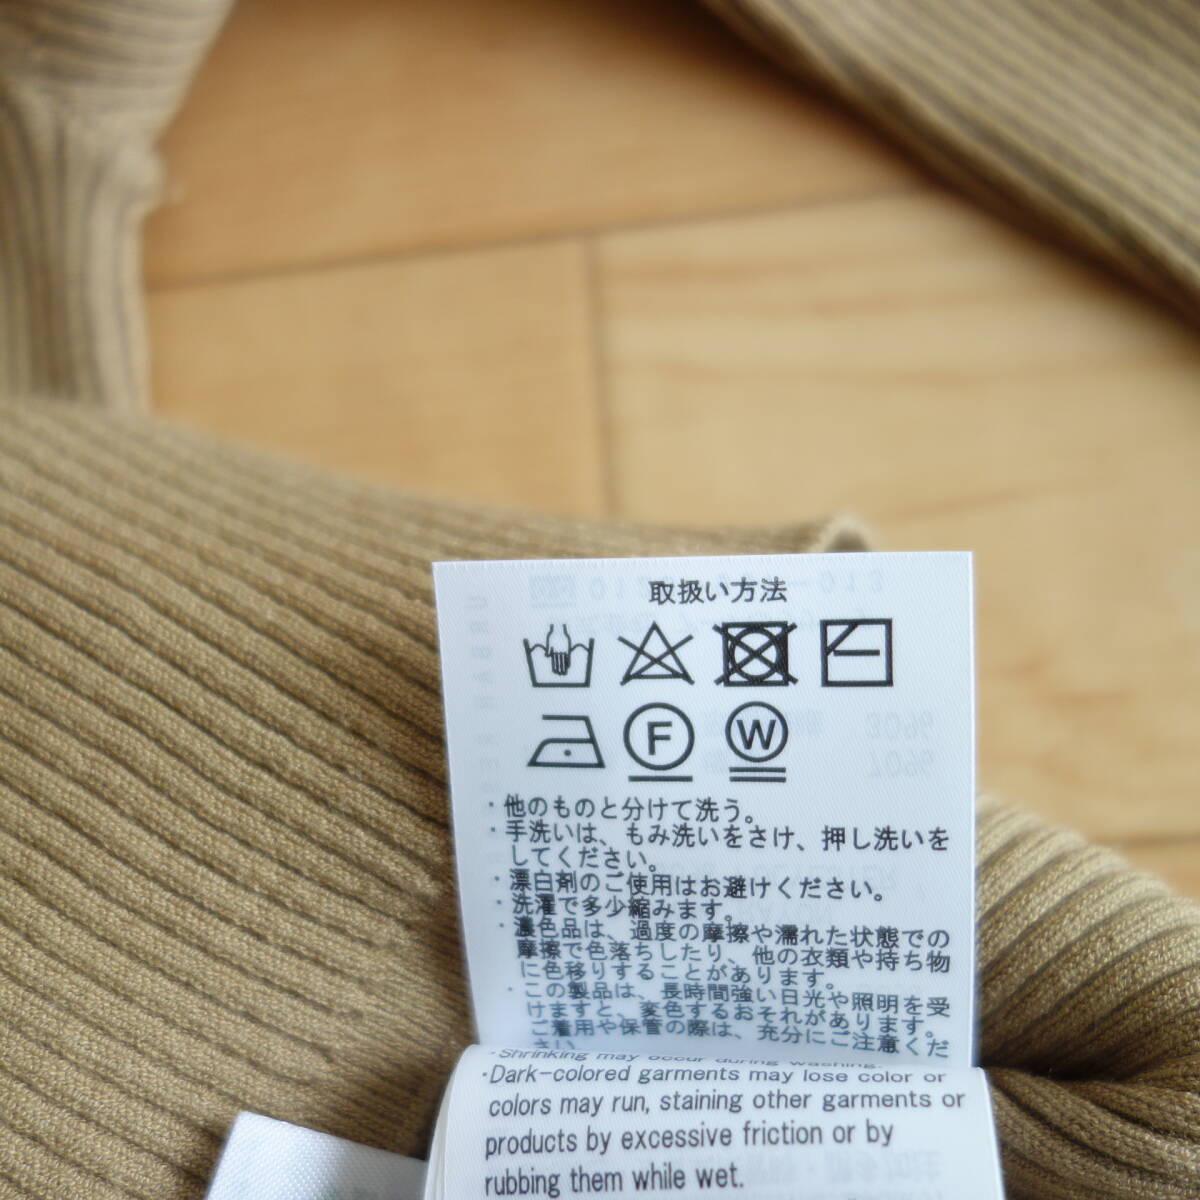 取扱い方法
F W
・他のものと分けて洗う。
・手洗いは、もみ洗いをさけ、押し洗いを
してください。
・漂白剤のご使用はお避けください。
・洗濯で多少縮みます。
・濃色品は、過度の摩擦や濡れた状態での
摩擦で色落ちしたり、他の衣類や持ち物
に色移りすることがあります。
・この製品は、長時間強い日光や照明を受
けますと、変色するおそれがあります。
ご着用や保管の際は、充分にご注意くだ
さい。
・Shrinking may occur during washing.
・Dark-colored garments may lose color or
colors may run, staining other garments or
products by excessive friction or by
rubbing them while wet.